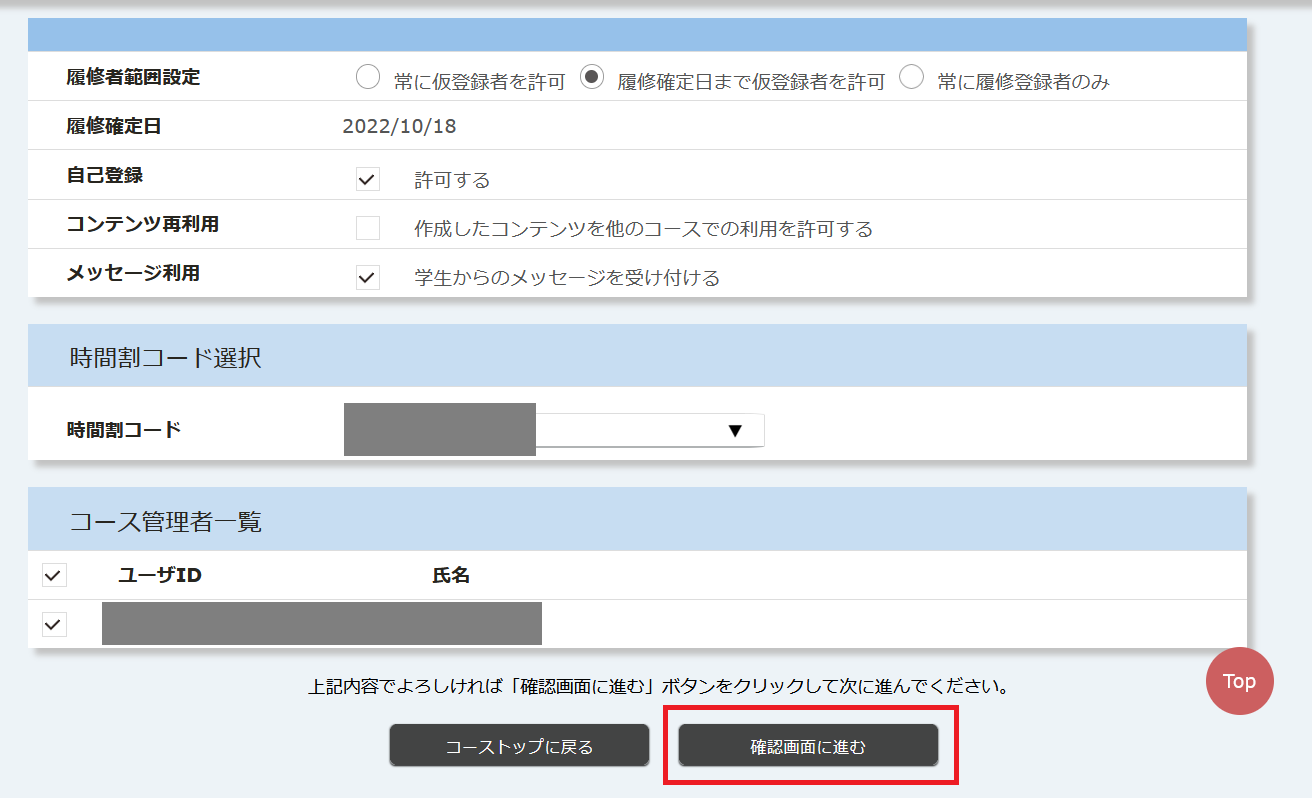 履修者範囲設定 常に仮登録者を許可 履修確定日まで仮登録者を許可 常に履修登録者のみ
履修確定日 2022/10/18
自己登録 許可する
コンテンツ再利用 作成したコンテンツを他のコースでの利用を許可する
メッセージ利用 学生からのメッセージを受け付ける
時間割コード選択
時間割コード
コース管理者一覧
ユーザID 氏名
上記内容でよろしければ「確認画面に進む」ボタンをクリックして次に進んでください。
Top
コーストップに戻る 確認画面に進む